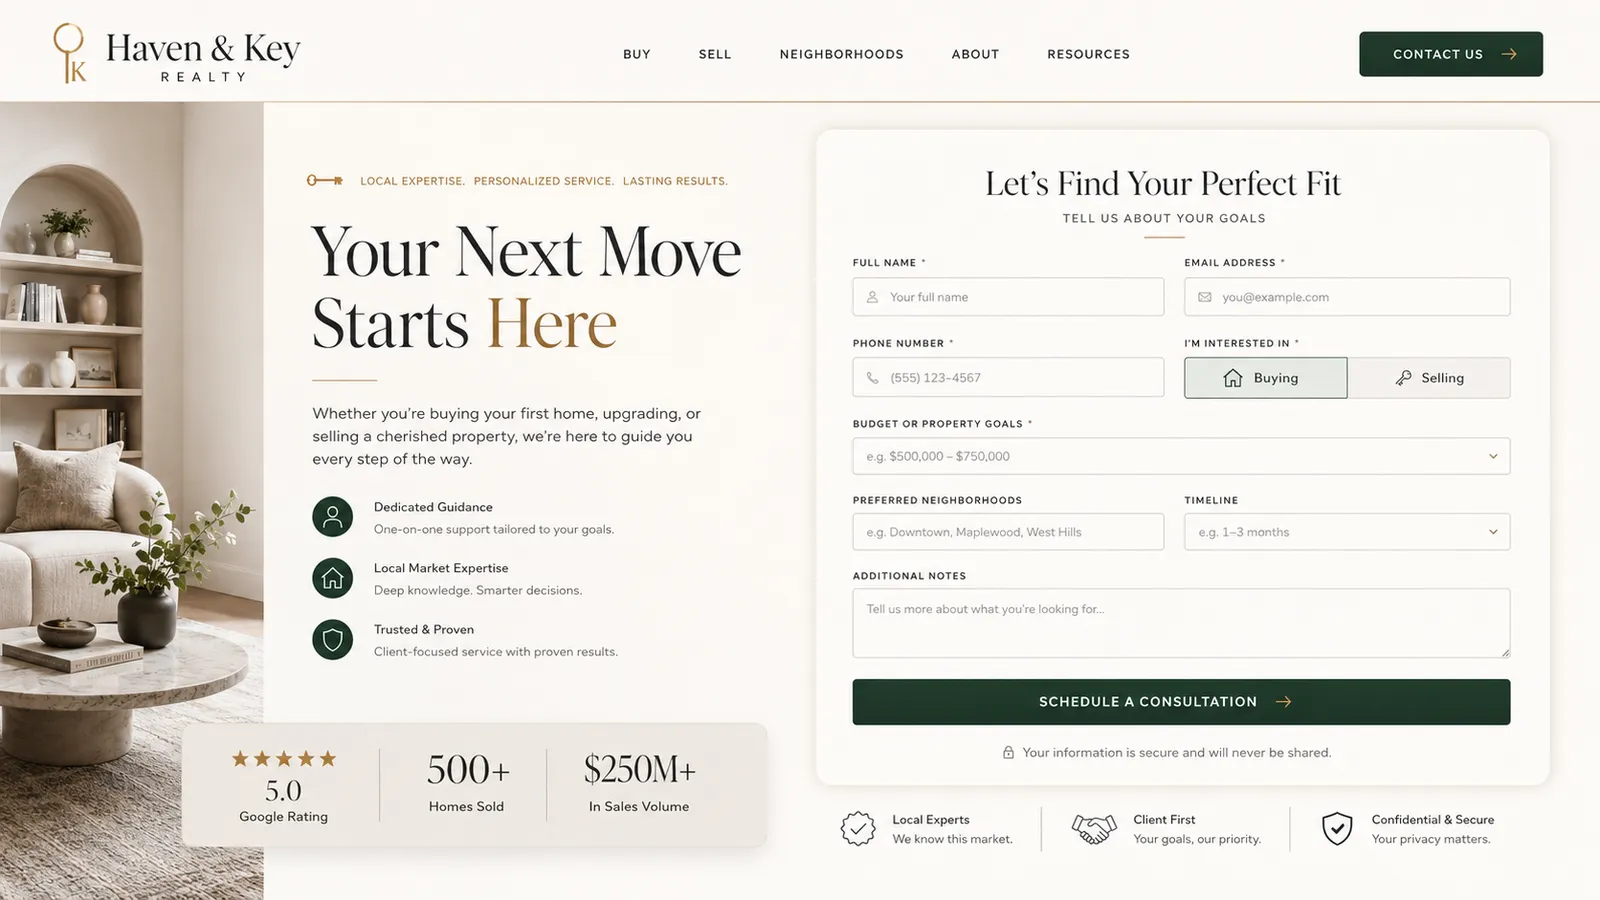 Haven & Key
REALTY
BUY
SELL
NEIGHBORHOODS
ABOUT
RESOURCES
CONTACT US
LOCAL EXPERTISE. PERSONALIZED SERVICE. LASTING RESULTS.
Your Next Move
Starts Here
Whether you're buying your first home, upgrading, or
selling a cherished property, we're here to guide you
every step of the way.
Dedicated Guidance
One-on-one support tailored to your goals.
Local Market Expertise
Deep knowledge. Smarter decisions.
Trusted & Proven
Client-focused service with proven results.
5.0
Google Rating
500+
Homes Sold
$250M+
In Sales Volume
Let's Find Your Perfect Fit
TELL US ABOUT YOUR GOALS
FULL NAME *
Your full name
EMAIL ADDRESS *
you@example.com
PHONE NUMBER *
(555) 123-4567
I'M INTERESTED IN *
Buying
Selling
BUDGET OR PROPERTY GOALS *
e.g. $500,000 – $750,000
PREFERRED NEIGHBORHOODS
e.g. Downtown, Maplewood, West Hills
TIMELINE
e.g. 1–3 months
ADDITIONAL NOTES
Tell us more about what you're looking for...
SCHEDULE A CONSULTATION
Your information is secure and will never be shared.
Local Experts
We know this market.
Client First
Your goals, our priority.
Confidential & Secure
Your privacy matters.